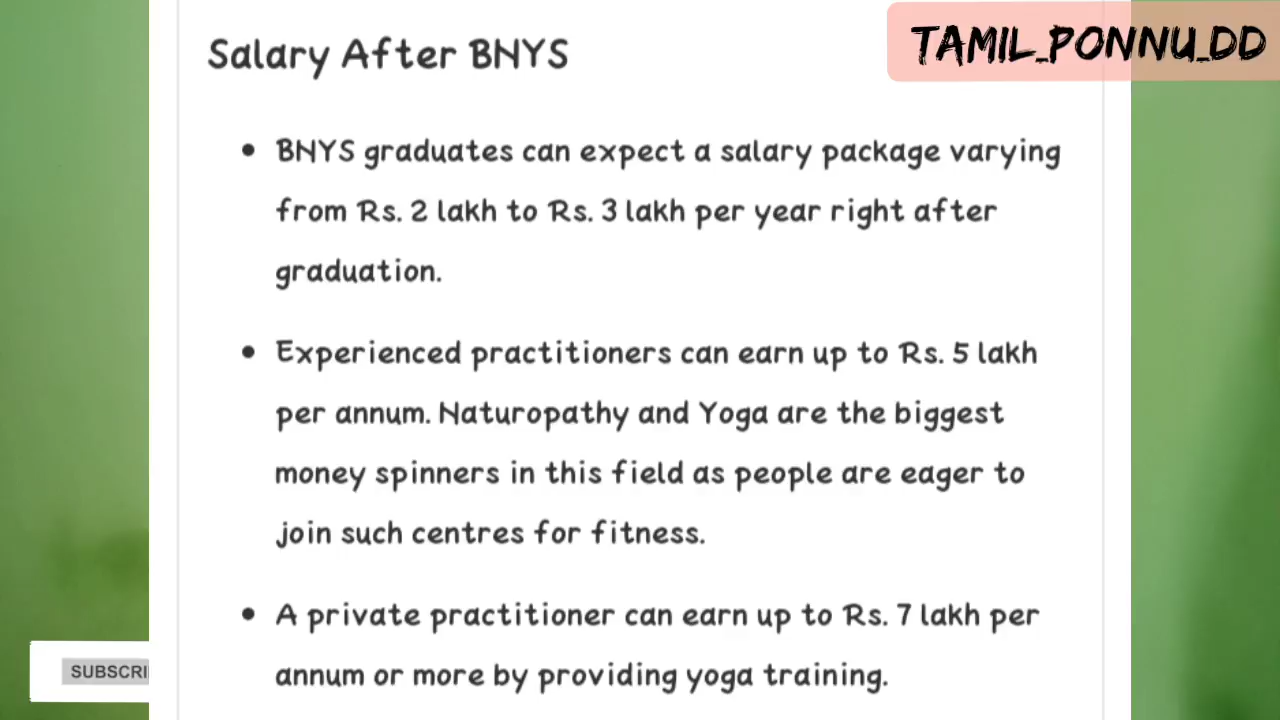 TAMIL_PONNU_DD
Salary After BNYS
• BNYS graduates can expect a salary package varying
from Rs. 2 lakh to Rs. 3 lakh per year right after
graduation.
• Experienced practitioners can earn up to Rs. 5 lakh
per annum. Naturopathy and Yoga are the biggest
money spinners in this field as people are eager to
join such centres for fitness.
• A private practitioner can earn up to Rs. 7 lakh per
annum or more by providing yoga training.
SUBSCRI